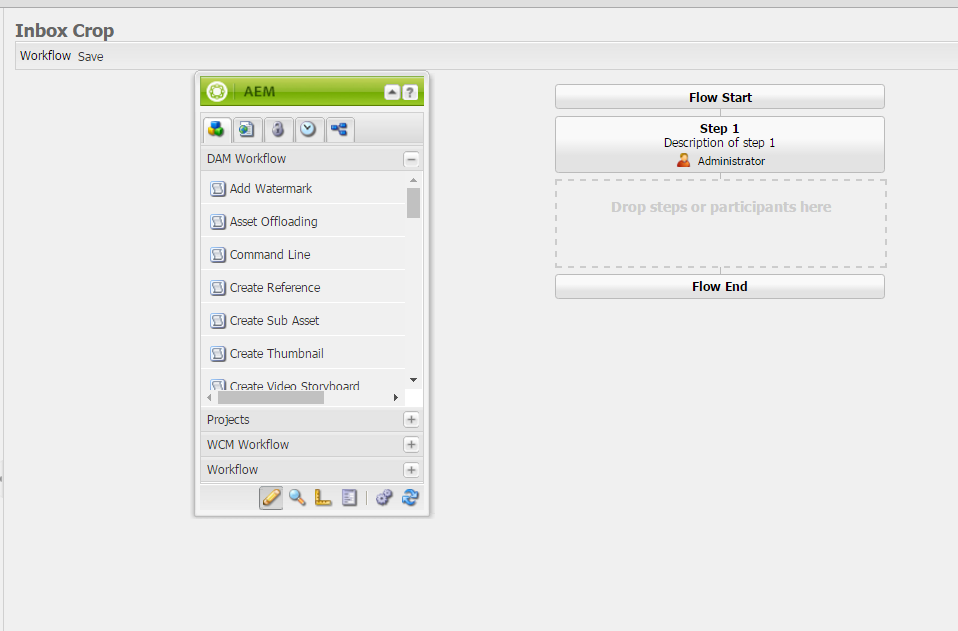 Inbox Crop
Workflow Save
AEM
?
DAM Workflow
Add Watermark
Asset Offloading
Command Line
Create Reference
Create Sub Asset
Create Thumbnail
Create Video Storyboard
Projects
WCM Workflow
Workflow
Flow Start
Step 1
Description of step 1
Administrator
Drop steps or participants here
Flow End